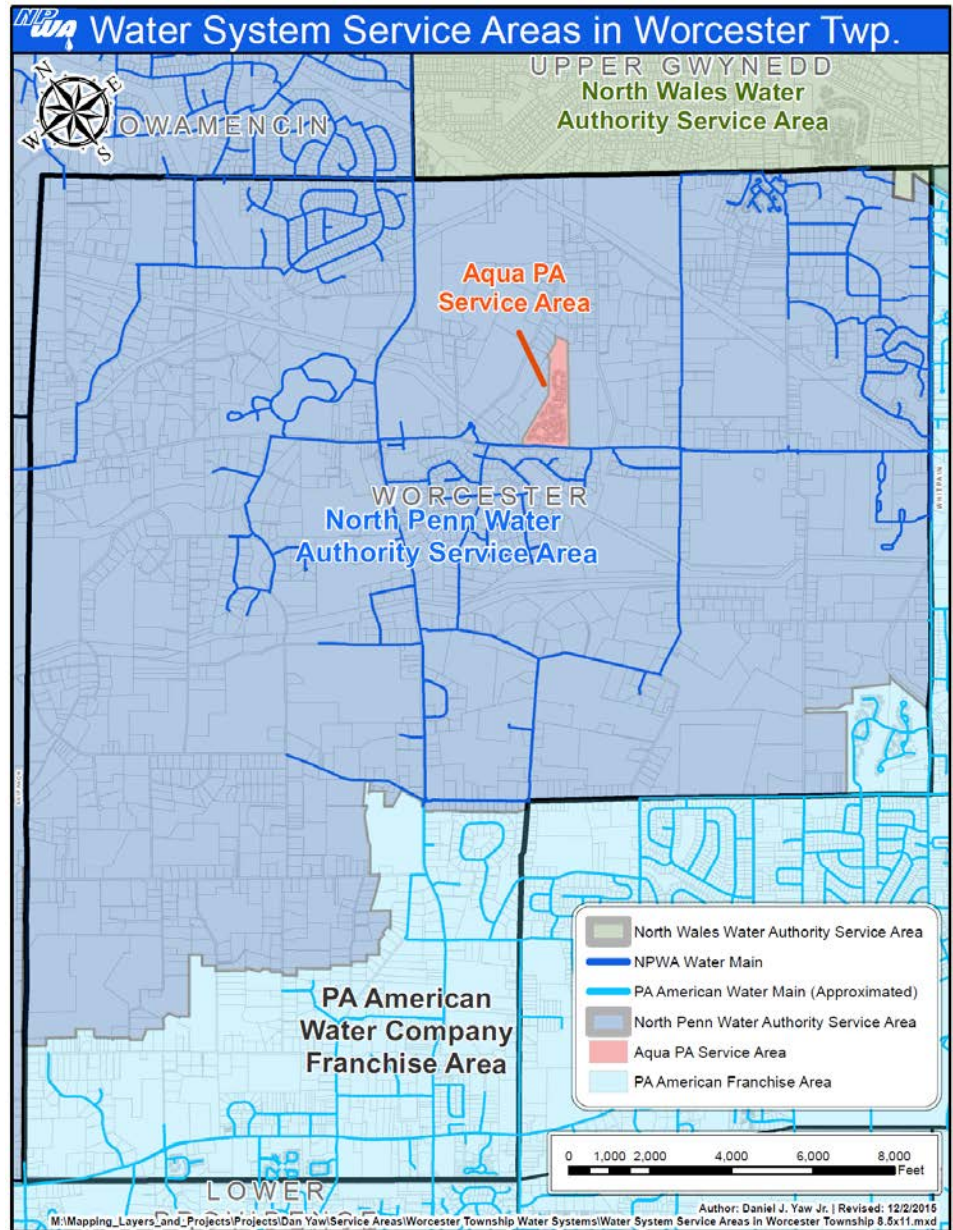 NPWA Water System Service Areas in Worcester Twp.
N
E
S
W
OWAMENCIN
UPPER GWYNEDD
North Wales Water
Authority Service Area
Aqua PA
Service Area
WORCESTER
North Penn Water
Authority Service Area
WHITPAIN
SKIPPACK
PA American
Water Company
Franchise Area
North Wales Water Authority Service Area
NPWA Water Main
PA American Water Main (Approximated)
North Penn Water Authority Service Area
Aqua PA Service Area
PA American Franchise Area
0 1,000 2,000 4,000 6,000 8,000
Feet
LOWER
PROVIDENCE
Author: Daniel J. Yaw Jr. | Revised: 12/2/2015
M:\Mapping_Layers_and_Projects\Projects\Dan Yaw\Service Areas\Worcester Township Water Systems\Water System Service Areas in Worcester Township 8.5x11.mxd